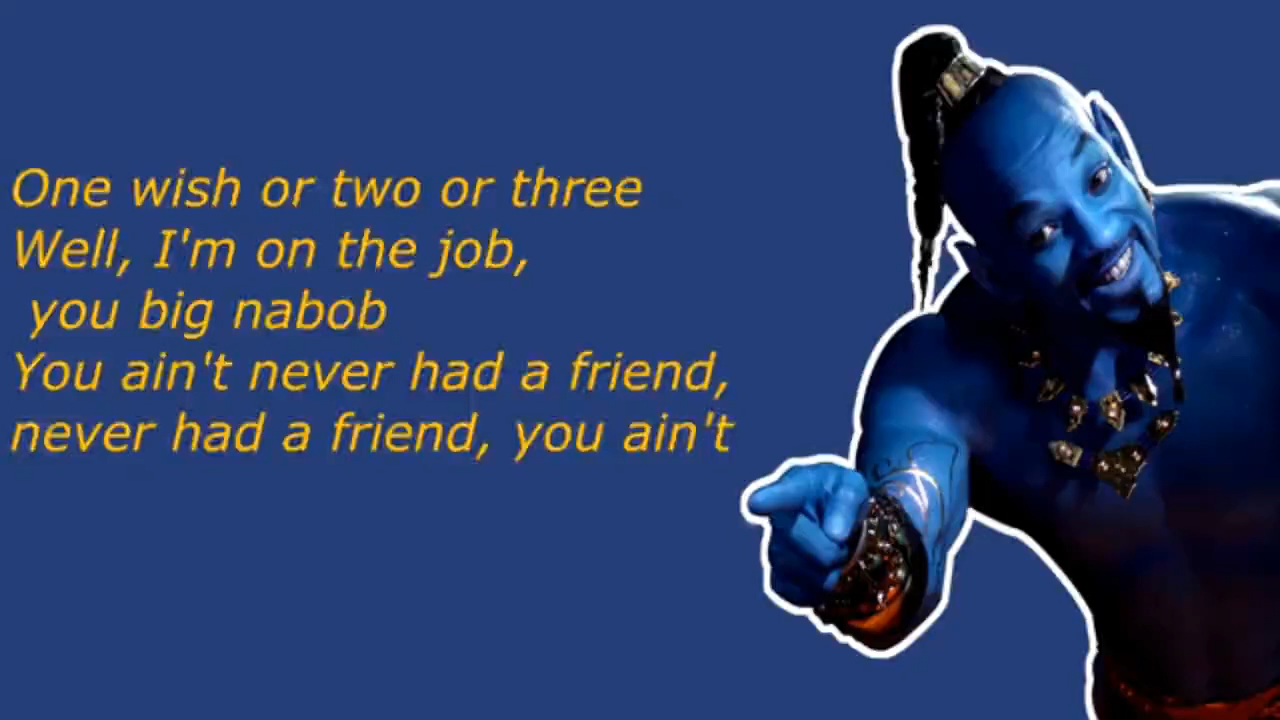 One wish or two or three
Well, I'm on the job,
you big nabob
You ain't never had a friend,
never had a friend, you ain't